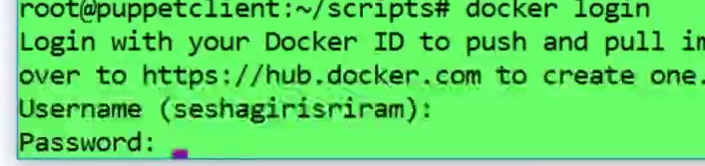 root@puppetclient:~/scripts# docker login
Login with your Docker ID to push and pull
over to https://hub.docker.com to create one.
Username (seshagirisriram):
Password: